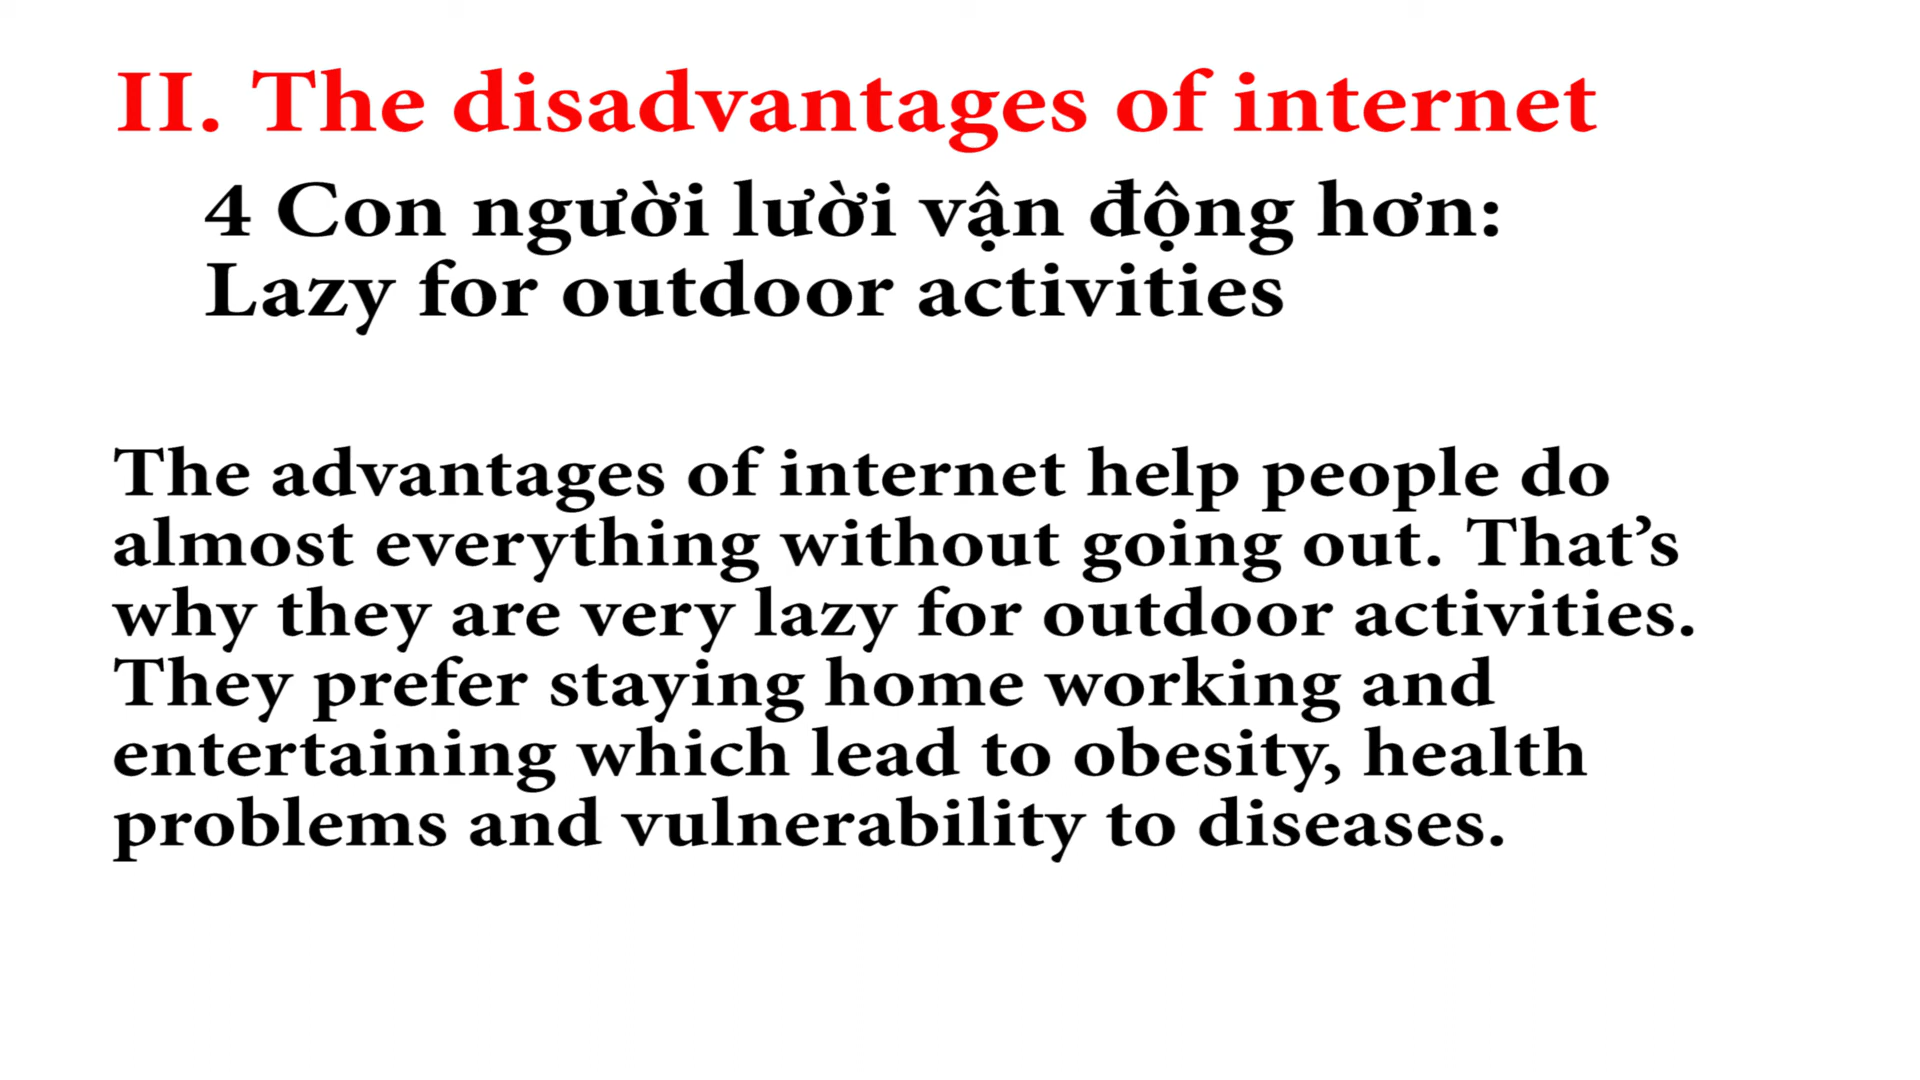 II. The disadvantages of internet
4 Con người lười vận động hơn:
Lazy for outdoor activities
The advantages of internet help people do
almost everything without going out. That’s
why they are very lazy for outdoor activities.
They prefer staying home working and
entertaining which lead to obesity, health
problems and vulnerability to diseases.